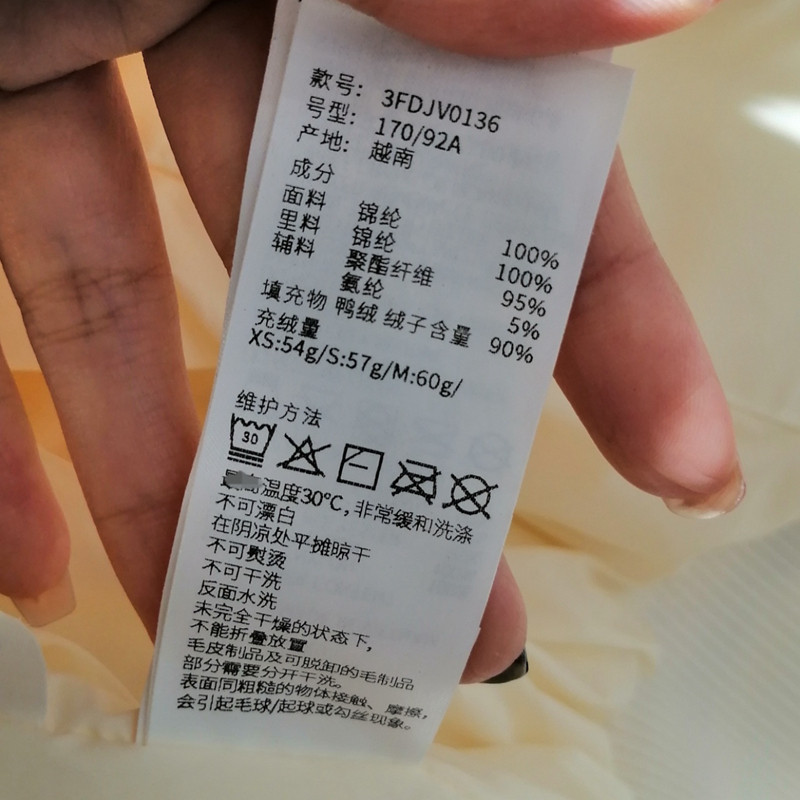 款号: 3FDJV0136
号型: 170/92A
产地: 越南
成分
面料 锦纶 100%
里料 锦纶 100%
辅料 聚酯纤维 95%
氨纶 5%
填充物 鸭绒 绒子含量 90%
充绒量
XS:54g/S:57g/M:60g/
维护方法
30
温度30℃, 非常缓和洗涤
不可漂白
在阴凉处平摊晾干
不可熨烫
不可干洗
反面水洗
未完全干燥的状态下,
不能折叠放置
毛皮制品及可脱卸的毛制品
部分需要分开干洗。
表面同粗糙的物体接触、摩擦,
会引起毛球/起球或勾丝现象。